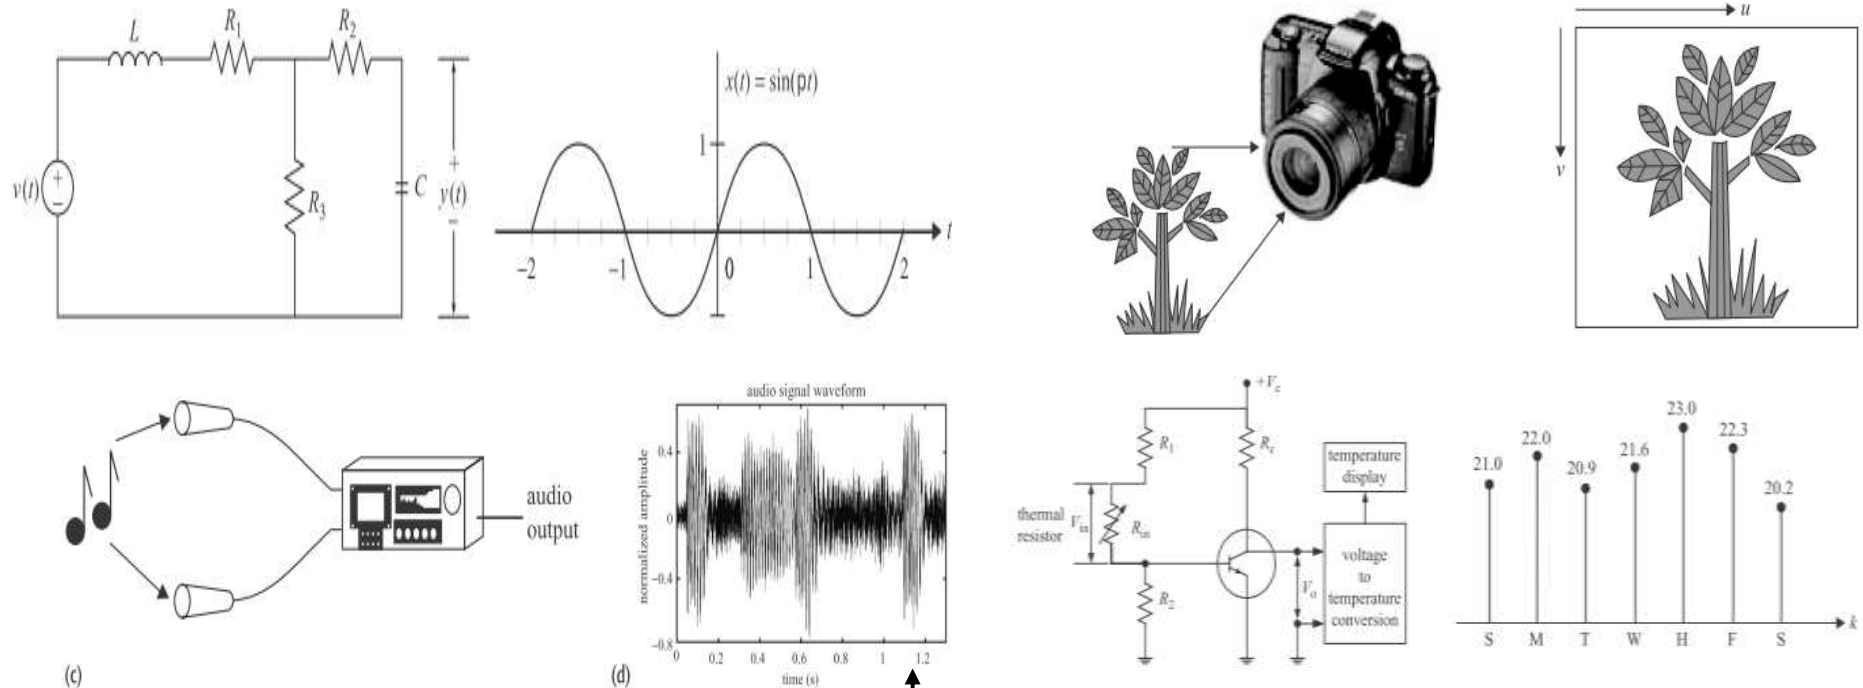 L
R1
R2
v(t)
+
−
R3
C
+
y(t)
−
x(t) = sin(pt)
1
t
−2
−1
0
1
2
u
v
audio
output
(c)
audio signal waveform
normalized amplitude
0.4
0
−0.4
−0.8
0
0.2
0.4
0.6
0.8
1
1.2
time (s)
(d)
+Vc
R1
Rc
thermal
resistor
Vin
Rin
R2
Vo
temperature
display
voltage
to
temperature
conversion
21.0
22.0
20.9
21.6
23.0
22.3
20.2
k
S M T W H F S